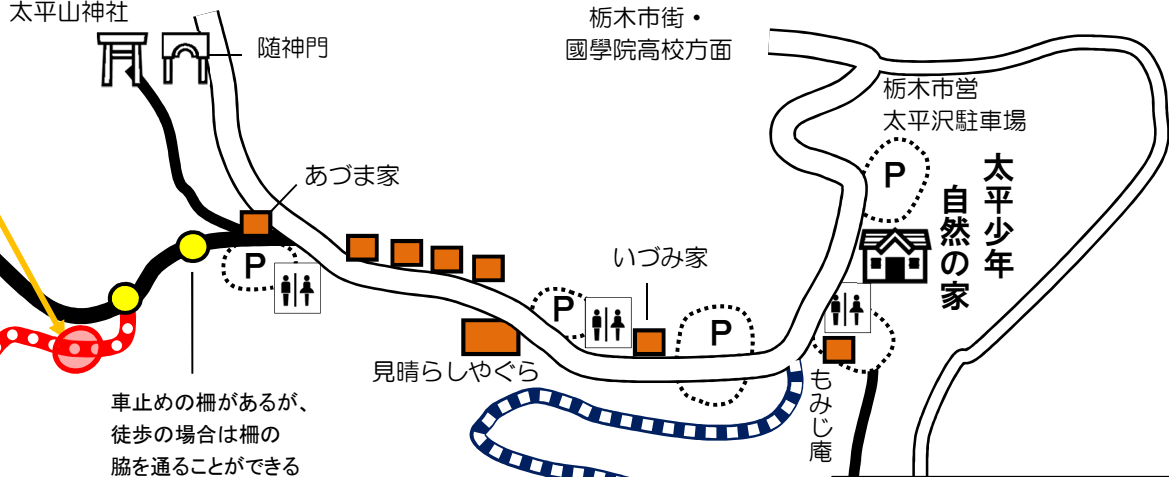 太平山神社
随神門
栃木市街・
國學院高校方面
栃木市営
太平沢駐車場
P
太平少年
自然の家
あづま家
P
いづみ家
P
P
見晴らしやぐら
もみじ庵
車止めの柵があるが、
徒歩の場合は柵の
脇を通ることができる